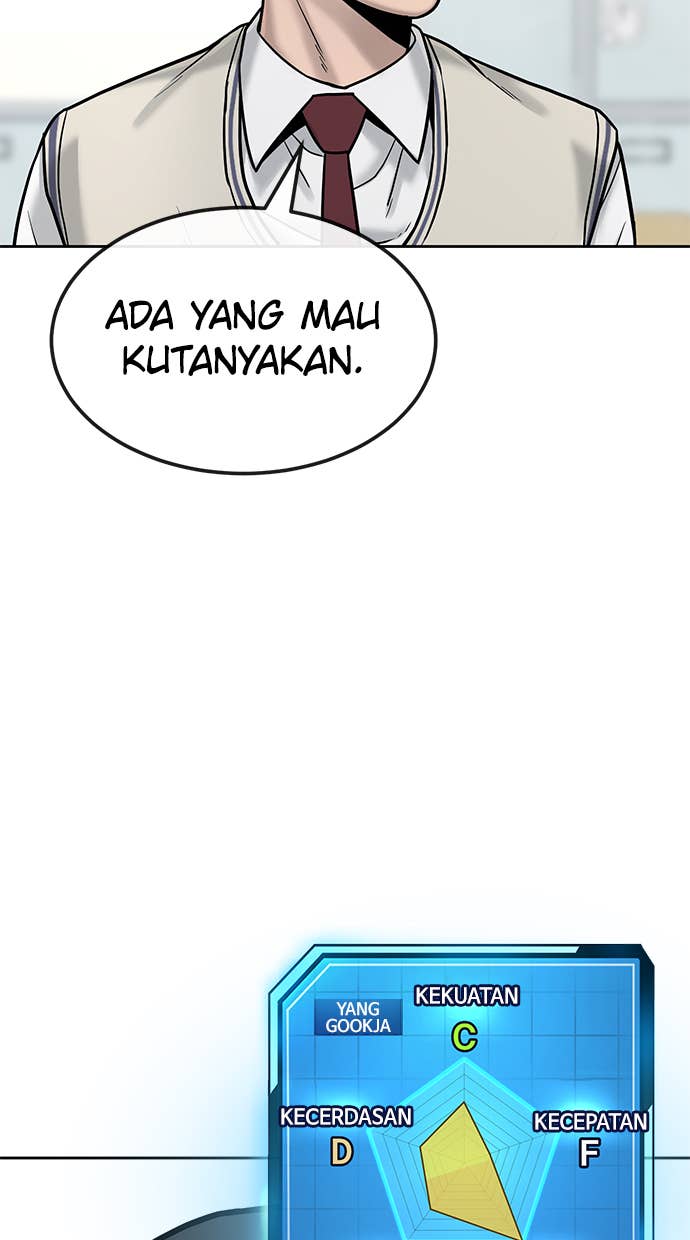 ADA YANG MAU
KUTANYAKAN.
YANG
GOOKJA
KEKUATAN
C
KECERDASAN
D
KECEPATAN
F